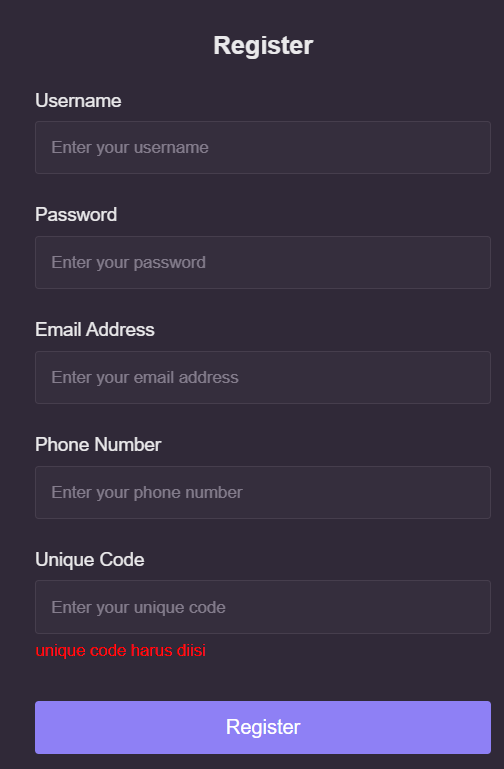 Register
Username
Enter your username
Password
Enter your password
Email Address
Enter your email address
Phone Number
Enter your phone number
Unique Code
Enter your unique code
unique code harus diisi
Register